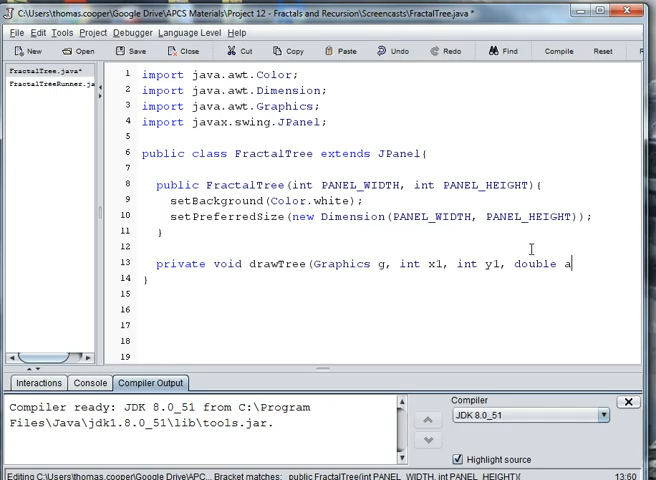 C:\Users\thomas.cooper\Google Drive\APCS Materials\Project 12 - Fractals and Recursion\Screencasts\FractalTree.java *
File Edit Tools Project Debugger Language Level Help
New Open Save Close Cut Copy Paste Undo Redo Find Compile Reset
FractalTree.java*
FractalTreeRunner.ja
1 import java.awt.Color;
2 import java.awt.Dimension;
3 import java.awt.Graphics;
4 import javax.swing.JPanel;
5
6 public class FractalTree extends JPanel{
7
8 public FractalTree(int PANEL_WIDTH, int PANEL_HEIGHT){
9 setBackground(Color.white);
10 setPreferredSize(new Dimension(PANEL_WIDTH, PANEL_HEIGHT));
11 }
12
13 private void drawTree(Graphics g, int x1, int y1, double a
14 }
15
16
17
18
19
Interactions Console Compiler Output
Compiler ready: JDK 8.0_51 from C:\Program
Files\Java\jdk1.8.0_51\lib\tools.jar.
Compiler
JDK 8.0_51
Highlight source
Editing C:\Users\thomas.cooper\Google Drive\APC... Bracket matches: public FractalTree(int PANEL_WIDTH, int PANEL_HEIGHT){ 13:60